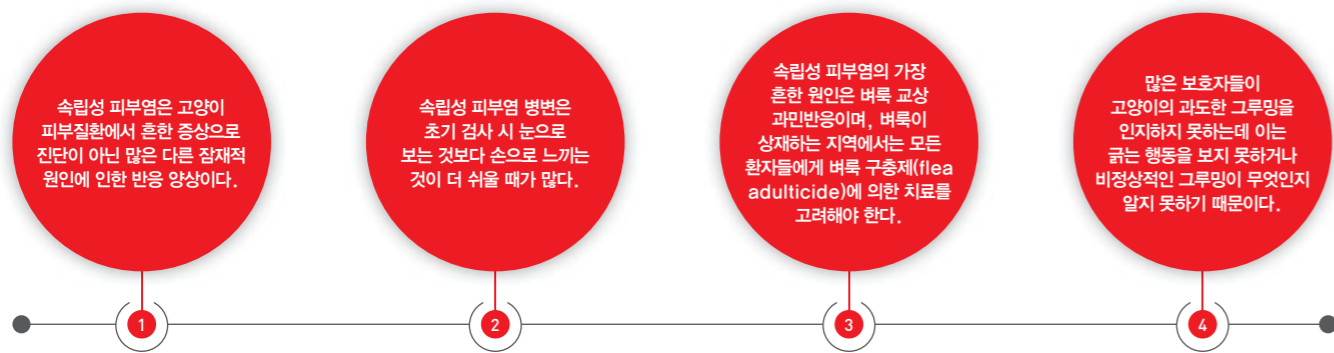 속립성 피부염은 고양이
피부질환에서 흔한 증상으로
진단이 아닌 많은 다른 잠재적
원인에 인한 반응 양상이다.
1
속립성 피부염 병변은
초기 검사 시 눈으로
보는 것보다 손으로 느끼는
것이 더 쉬울 때가 많다.
2
속립성 피부염의 가장
흔한 원인은 벼룩 교상
과민반응이며, 벼룩이
상재하는 지역에서는 모든
환자들에게 벼룩 구충제(flea
adulticide)에 의한 치료를
고려해야 한다.
3
많은 보호자들이
고양이의 과도한 그루밍을
인지하지 못하는데 이는
긁는 행동을 보지 못하거나
비정상적인 그루밍이 무엇인지
알지 못하기 때문이다.
4